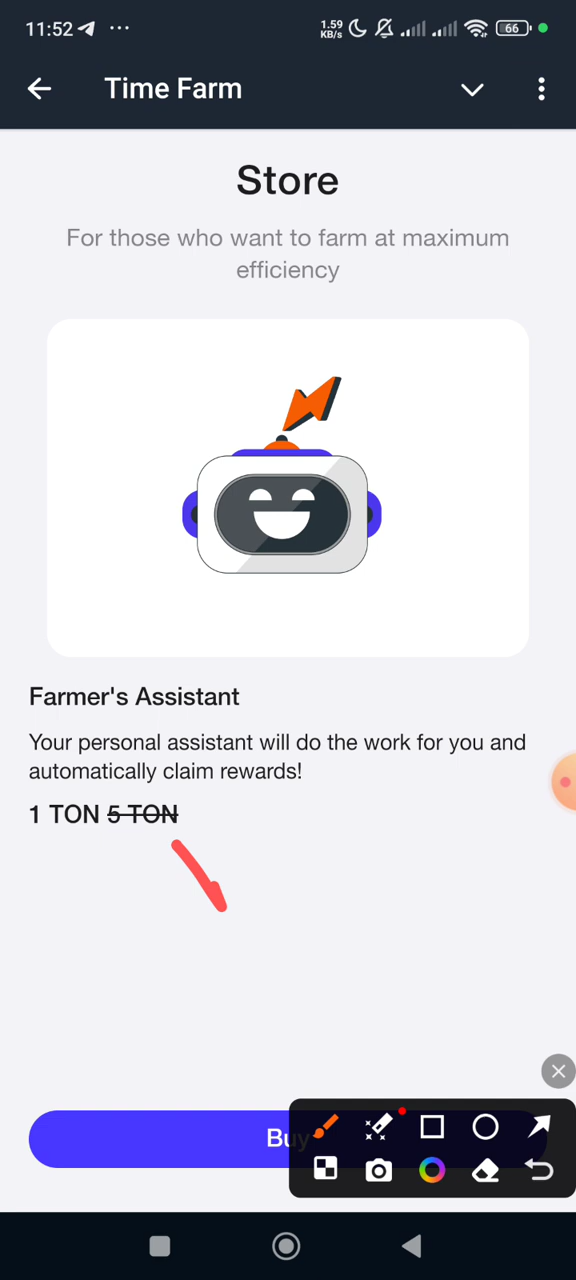 11:52
1.59
KB/s
66
Time Farm
Store
For those who want to farm at maximum
efficiency
Farmer's Assistant
Your personal assistant will do the work for you and
automatically claim rewards!
1 TON 5 TON
Buy